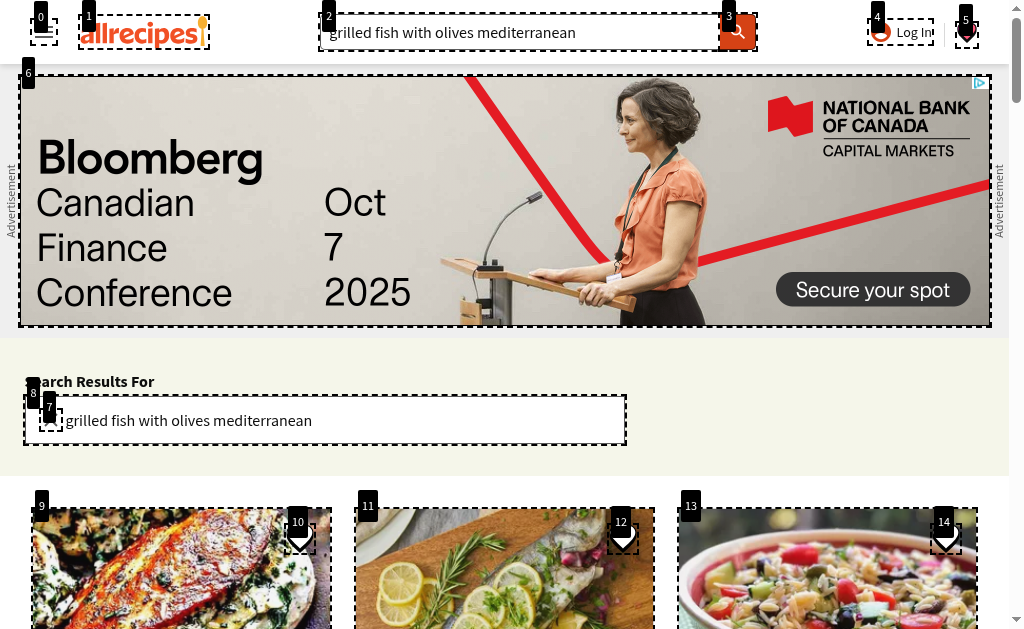 0
1
2
3
4
5
allrecipes
grilled fish with olives mediterranean
Log In
6
Advertisement
Bloomberg
Canadian
Finance
Conference
Oct
7
2025
NATIONAL BANK
OF CANADA
CAPITAL MARKETS
Secure your spot
Advertisement
Search Results For
8
7
grilled fish with olives mediterranean
9
10
11
12
13
14